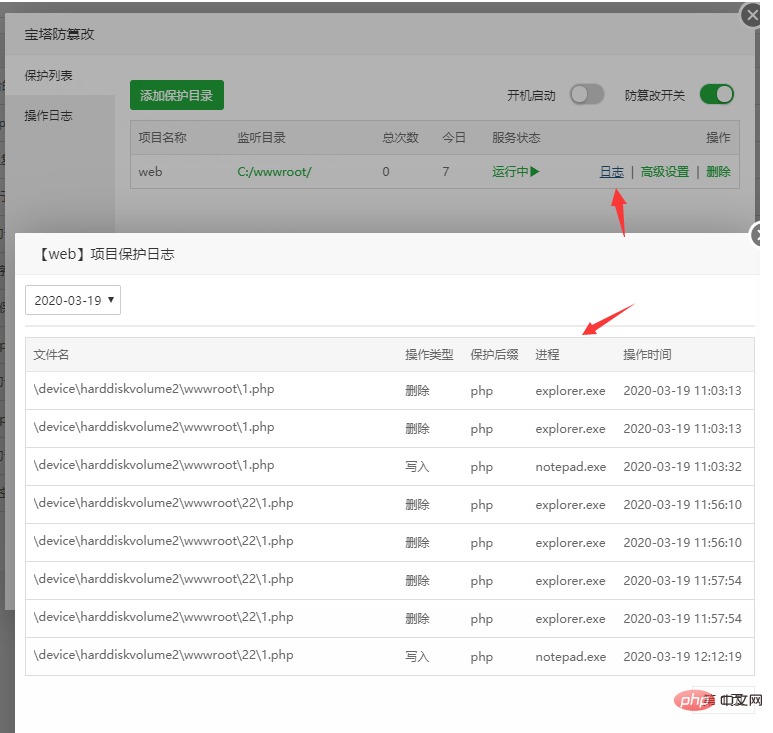 宝塔防篡改
保护列表
操作日志
添加保护目录 开机启动 防篡改开关
项目名称 监听目录 总次数 今日 服务状态 操作
web C:/wwwroot/ 0 7 运行中▶ 日志 | 高级设置 | 删除
【web】项目保护日志
2020-03-19 ▼
文件名 操作类型 保护后缀 进程 操作时间
\device\harddiskvolume2\wwwroot\1.php 删除 php explorer.exe 2020-03-19 11:03:13
\device\harddiskvolume2\wwwroot\1.php 删除 php explorer.exe 2020-03-19 11:03:13
\device\harddiskvolume2\wwwroot\1.php 写入 php notepad.exe 2020-03-19 11:03:32
\device\harddiskvolume2\wwwroot\22\1.php 删除 php explorer.exe 2020-03-19 11:56:10
\device\harddiskvolume2\wwwroot\22\1.php 删除 php explorer.exe 2020-03-19 11:56:10
\device\harddiskvolume2\wwwroot\22\1.php 删除 php explorer.exe 2020-03-19 11:57:54
\device\harddiskvolume2\wwwroot\22\1.php 删除 php explorer.exe 2020-03-19 11:57:54
\device\harddiskvolume2\wwwroot\22\1.php 写入 php notepad.exe 2020-03-19 12:12:19
php 中文网